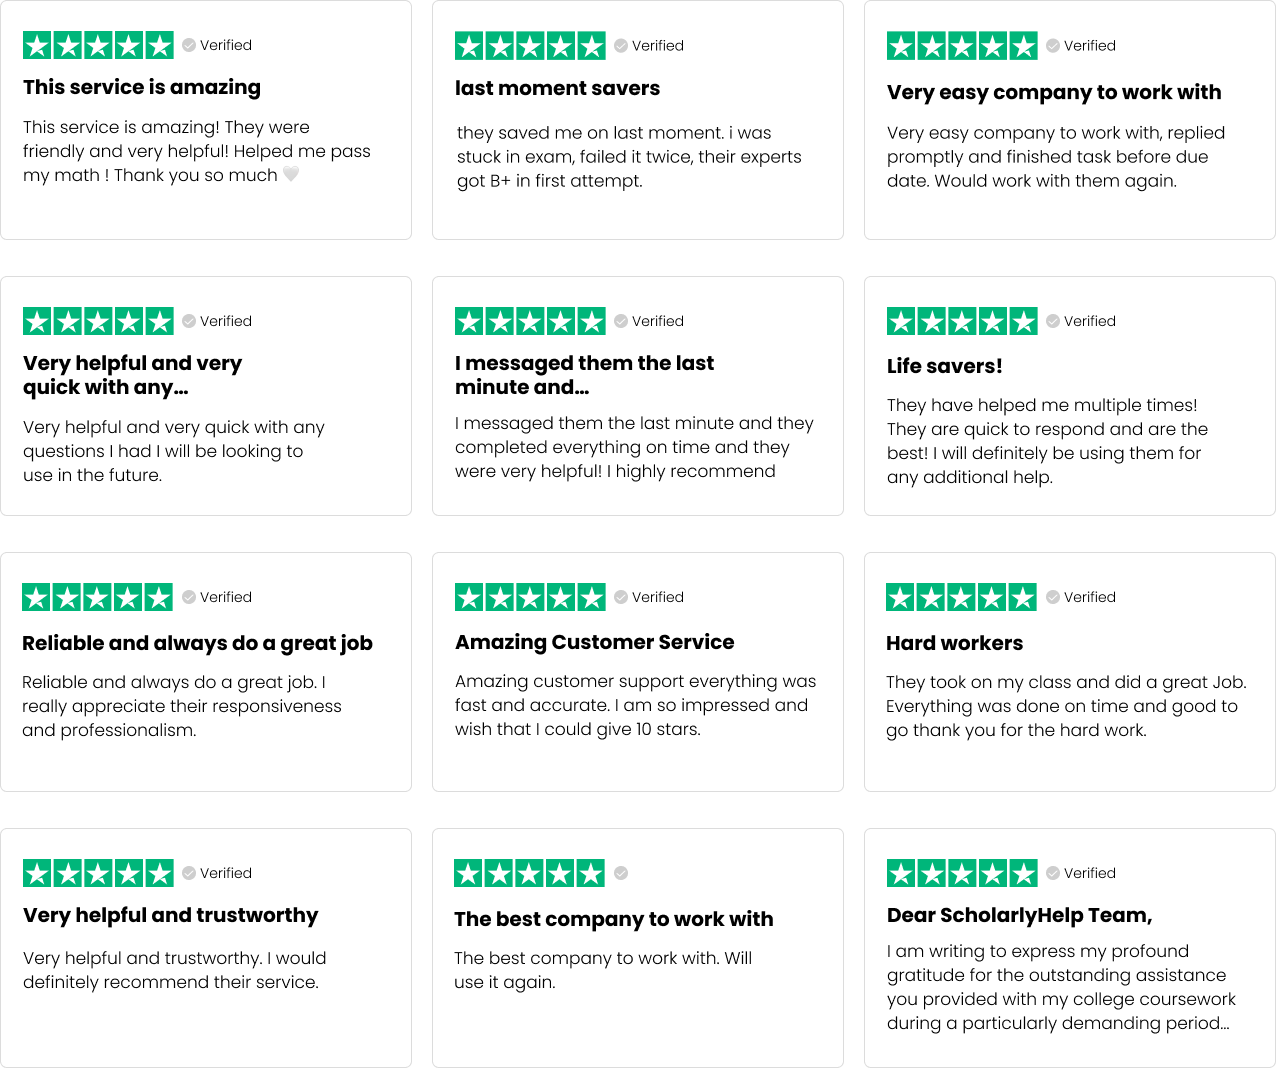 Verified
This service is amazing
This service is amazing! They were
friendly and very helpful! Helped me pass
my math ! Thank you so much 🤍
Verified
last moment savers
they saved me on last moment. i was
stuck in exam, failed it twice, their experts
got B+ in first attempt.
Verified
Very easy company to work with
Very easy company to work with, replied
promptly and finished task before due
date. Would work with them again.
Verified
Very helpful and very
quick with any...
Very helpful and very quick with any
questions I had I will be looking to
use in the future.
Verified
I messaged them the last
minute and...
I messaged them the last minute and they
completed everything on time and they
were very helpful! I highly recommend
Verified
Life savers!
They have helped me multiple times!
They are quick to respond and are the
best! I will definitely be using them for
any additional help.
Verified
Reliable and always do a great job
Reliable and always do a great job. I
really appreciate their responsiveness
and professionalism.
Verified
Amazing Customer Service
Amazing customer support everything was
fast and accurate. I am so impressed and
wish that I could give 10 stars.
Verified
Hard workers
They took on my class and did a great Job.
Everything was done on time and good to
go thank you for the hard work.
Verified
Very helpful and trustworthy
Very helpful and trustworthy. I would
definitely recommend their service.
The best company to work with
The best company to work with. Will
use it again.
Verified
Dear ScholarlyHelp Team,
I am writing to express my profound
gratitude for the outstanding assistance
you provided with my college coursework
during a particularly demanding period...